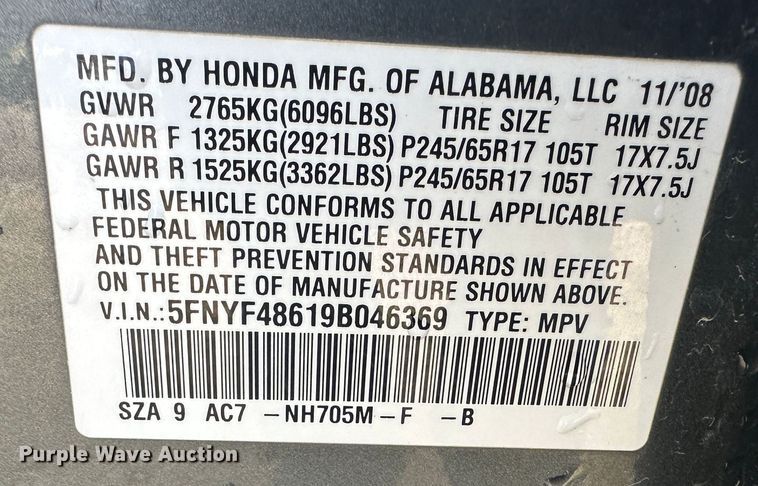 MFD. BY HONDA MFG. OF ALABAMA, LLC 11/'08
GVWR 2765KG(6096LBS) TIRE SIZE RIM SIZE
GAWR F 1325KG(2921LBS) P245/65R17 105T 17X7.5J
GAWR R 1525KG(3362LBS) P245/65R17 105T 17X7.5J
THIS VEHICLE CONFORMS TO ALL APPLICABLE
FEDERAL MOTOR VEHICLE SAFETY
AND THEFT PREVENTION STANDARDS IN EFFECT
ON THE DATE OF MANUFACTURE SHOWN ABOVE.
V.I.N.:5FNYF48619B046369 TYPE: MPV
SZA 9 AC7 -NH705M-F -B
Purple Wave Auction